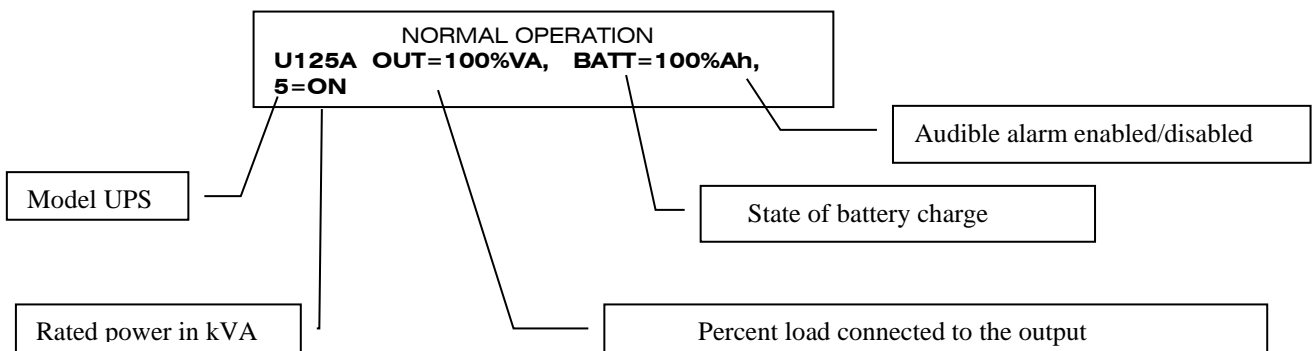 NORMAL OPERATION
U125A OUT=100%VA, BATT=100%Ah,
5=ON
Audible alarm enabled/disabled
Model UPS
State of battery charge
Rated power in kVA
Percent load connected to the output